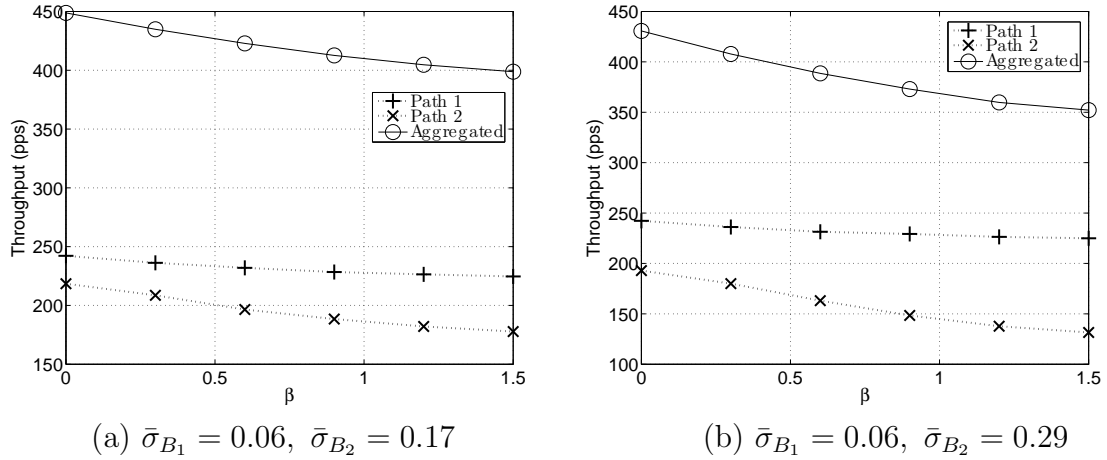 450
400
350
300
250
200
150
0
0.5
1
1.5
Throughput (pps)
β
Path 1
Path 2
Aggregated
(a) σ̄_{B_1} = 0.06, σ̄_{B_2} = 0.17
450
400
350
300
250
200
150
100
0
0.5
1
1.5
Throughput (pps)
β
Path 1
Path 2
Aggregated
(b) σ̄_{B_1} = 0.06, σ̄_{B_2} = 0.29